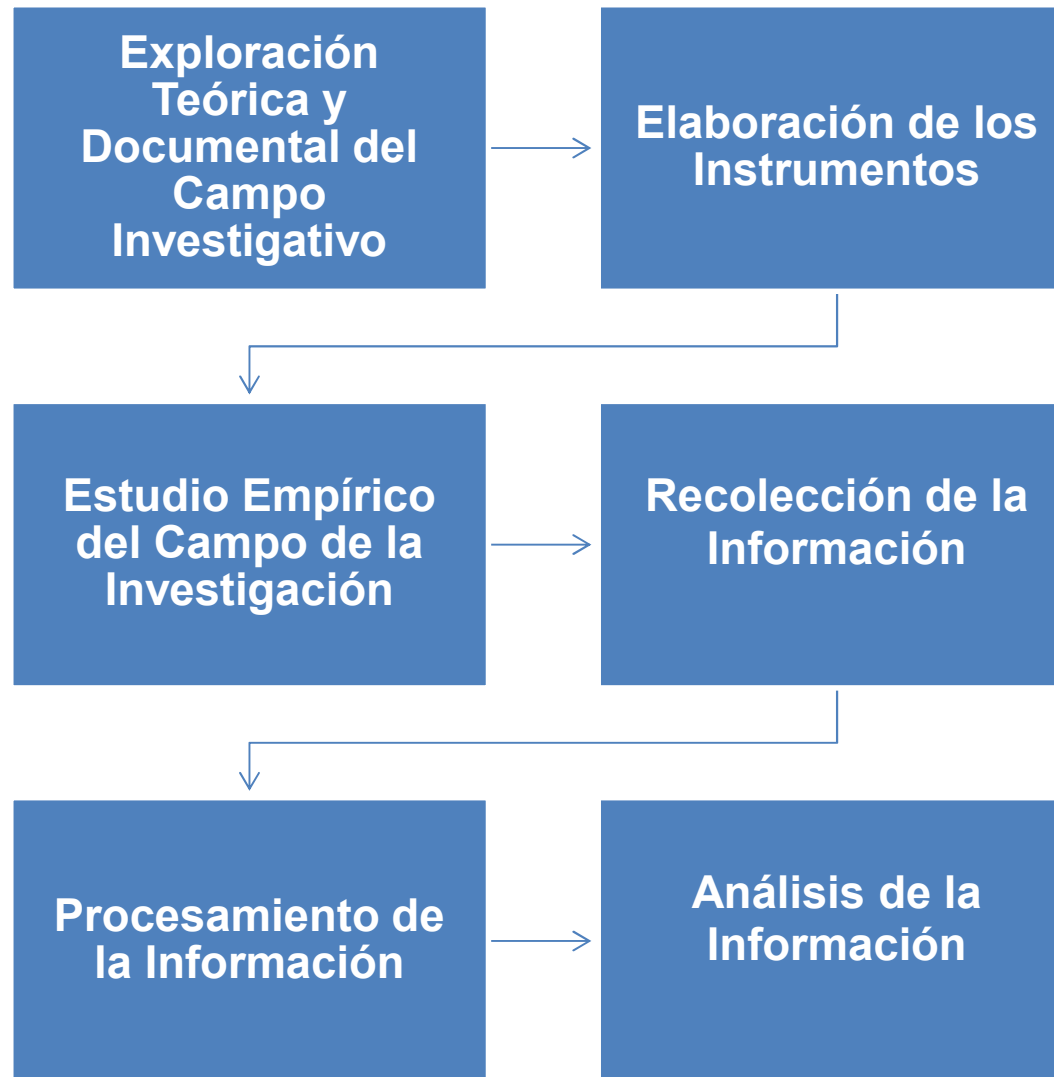 Exploración
Teórica y
Documental del
Campo
Investigativo
Elaboración de los
Instrumentos
Estudio Empírico
del Campo de la
Investigación
Recolección de la
Información
Procesamiento de
la Información
Análisis de la
Información